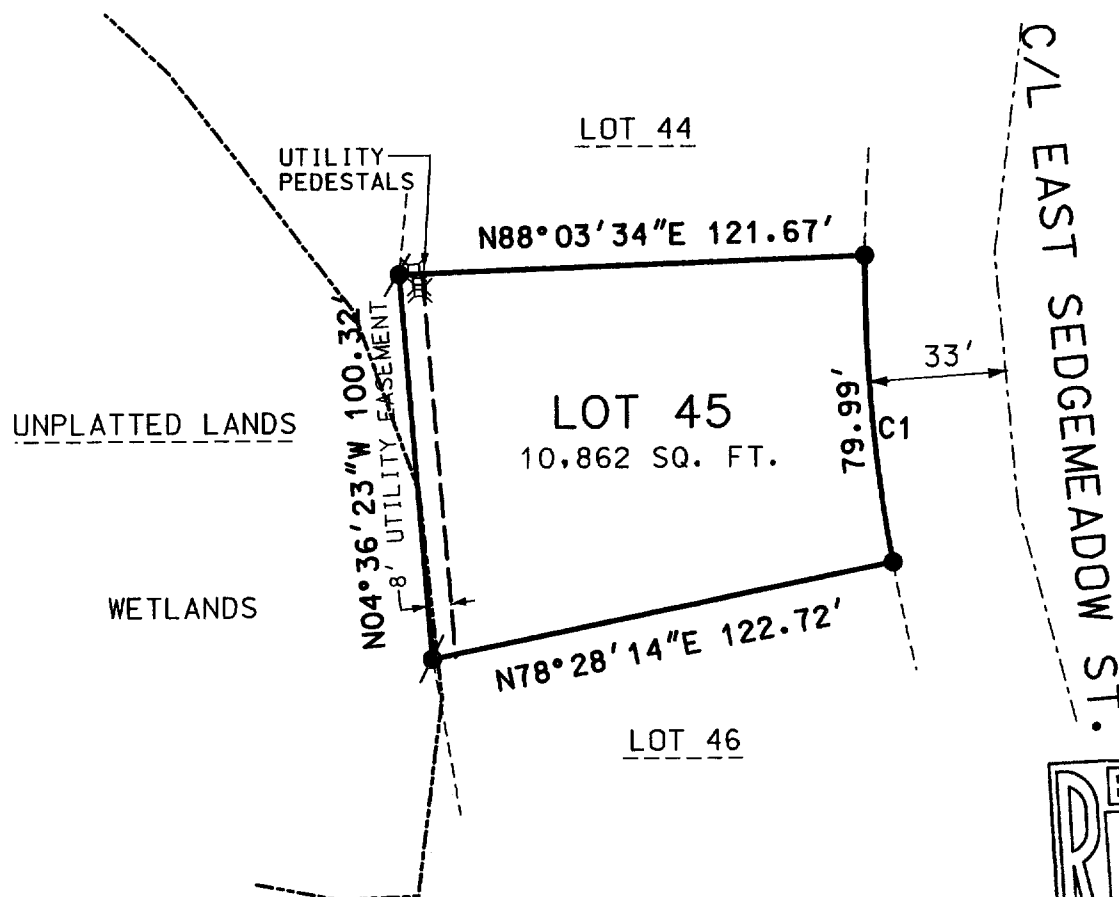 C/L EAST SEDGEMEADOW ST.
LOT 44
UTILITY
PEDESTALS
N88°03'34"E 121.67'
N04°36'23"W 100.32'
8' UTILITY EASEMENT
33'
UNPLATTED LANDS
LOT 45
10,862 SQ. FT.
79.99'
C1
WETLANDS
N78°28'14"E 122.72'
LOT 46